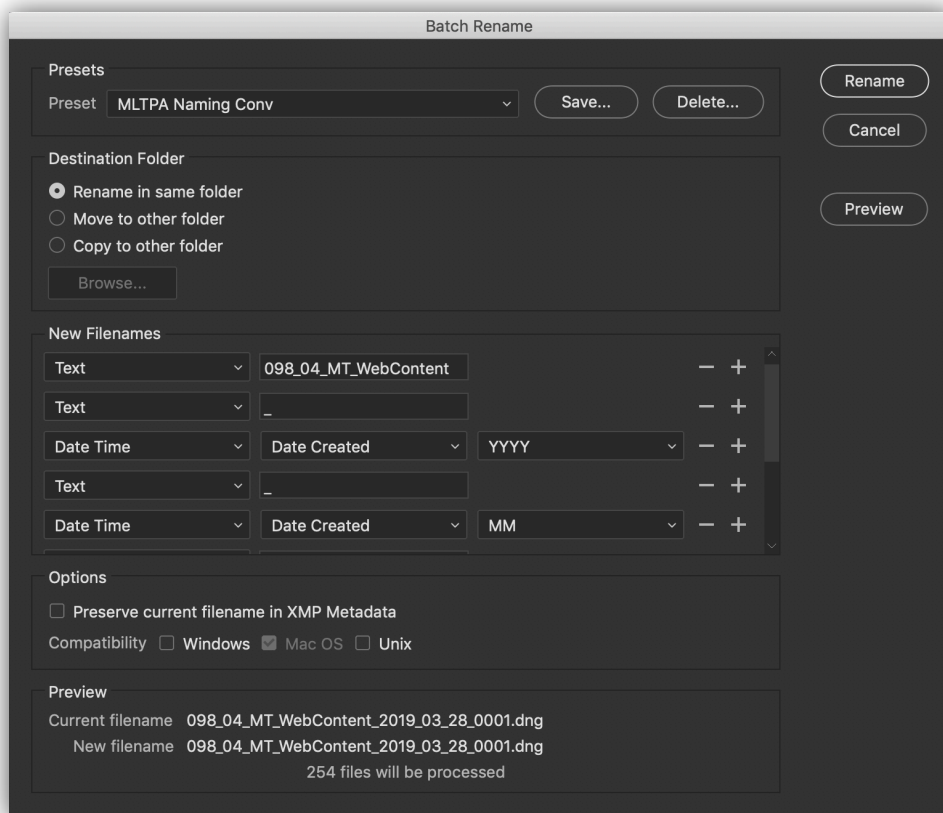 Batch Rename
Presets
Preset MLTPA Naming Conv Save... Delete...
Rename
Cancel
Preview
Destination Folder
Rename in same folder
Move to other folder
Copy to other folder
Browse...
New Filenames
Text 098_04_MT_WebContent
Text _
Date Time Date Created YYYY
Text _
Date Time Date Created MM
Options
Preserve current filename in XMP Metadata
Compatibility Windows Mac OS Unix
Preview
Current filename 098_04_MT_WebContent_2019_03_28_0001.dng
New filename 098_04_MT_WebContent_2019_03_28_0001.dng
254 files will be processed